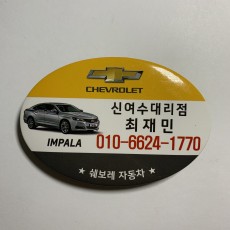 CHEVROLET
신여수대리점
최재민
IMPALA
010-6624-1770
★ 쉐보레 자동차 ★